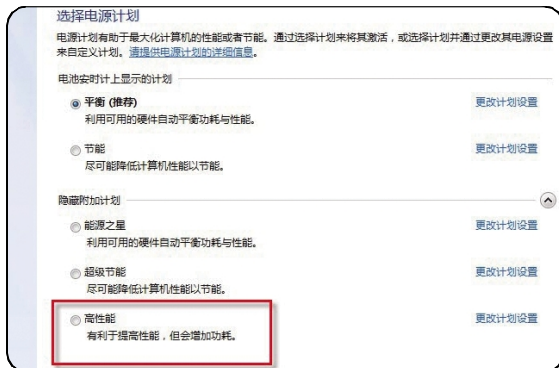 选择电源计划
电源计划有助于最大化计算机的性能或者节能。通过选择计划来将其激活，或选择计划并通过更改其电源设置
来自定义计划。请提供电源计划的详细信息。
电池安时计上显示的计划
平衡 (推荐) 更改计划设置
利用可用的硬件自动平衡功耗与性能。
节能 更改计划设置
尽可能降低计算机性能以节能。
隐藏附加计划
能源之星 更改计划设置
利用可用的硬件自动平衡功耗与性能。
超级节能 更改计划设置
尽可能降低计算机性能以节能。
高性能 更改计划设置
有利于提高性能，但会增加功耗。